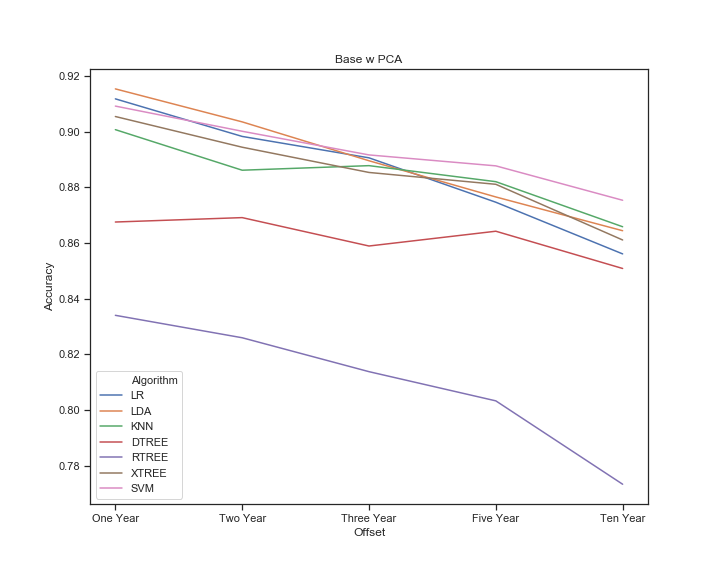 Base w PCA
0.92
0.90
0.88
0.86
0.84
0.82
0.80
0.78
Accuracy
Algorithm
LR
LDA
KNN
DTREE
RTREE
XTREE
SVM
One Year Two Year Three Year Five Year Ten Year
Offset